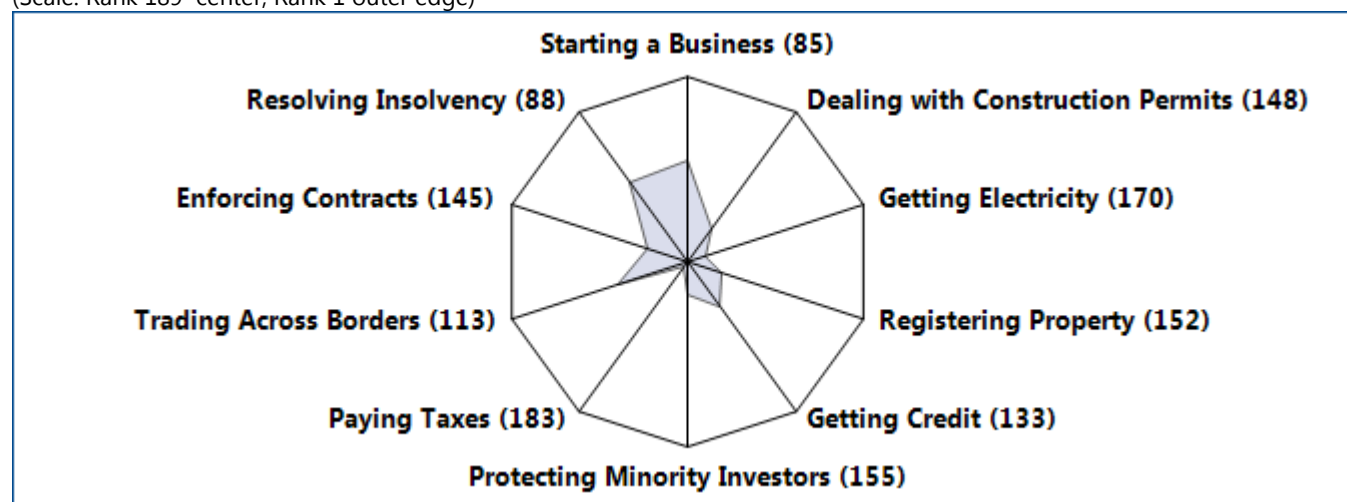 (Scale: Rank 189 center, Rank 1 outer edge)
Starting a Business (85)
Resolving Insolvency (88)
Dealing with Construction Permits (148)
Enforcing Contracts (145)
Getting Electricity (170)
Trading Across Borders (113)
Registering Property (152)
Paying Taxes (183)
Getting Credit (133)
Protecting Minority Investors (155)